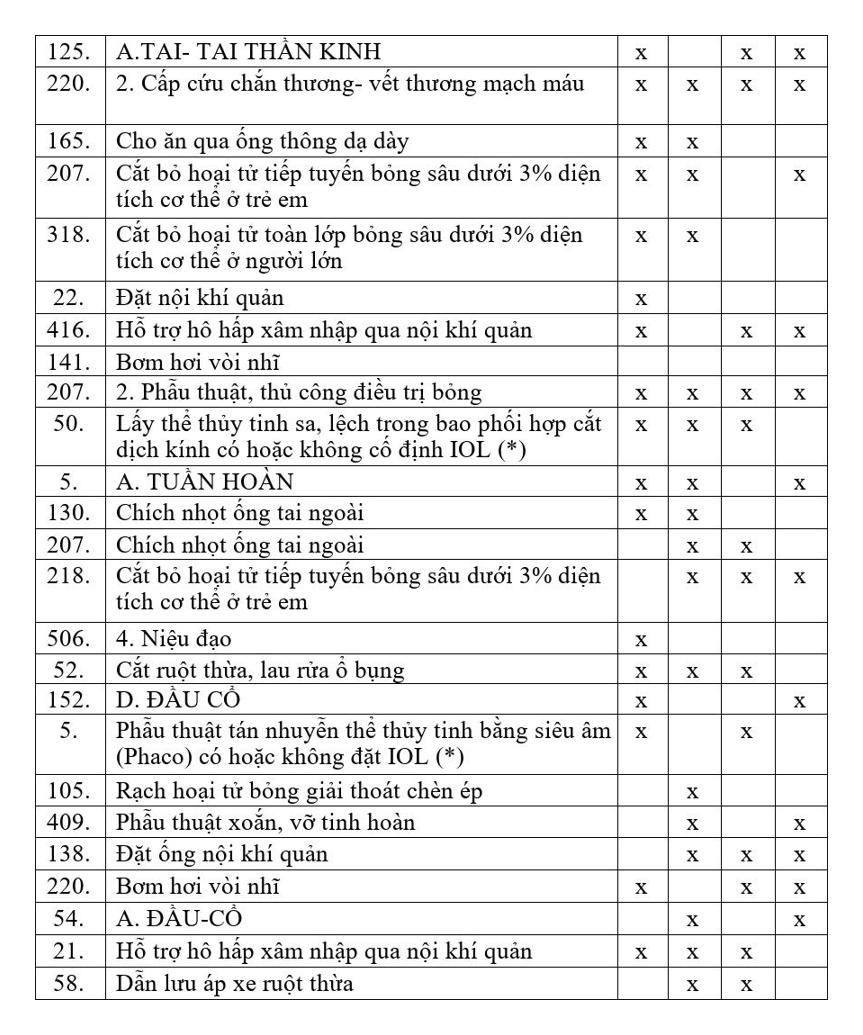 125. A.TAI- TAI THẦN KINH x x x
220. 2. Cấp cứu chắn thương- vết thương mạch máu x x x x
165. Cho ăn qua ống thông dạ dày x x
207. Cắt bỏ hoại tử tiếp tuyến bỏng sâu dưới 3% diện x x x
tích cơ thể ở trẻ em
318. Cắt bỏ hoại tử toàn lớp bỏng sâu dưới 3% diện x x
tích cơ thể ở người lớn
22. Đặt nội khí quản x
416. Hỗ trợ hô hấp xâm nhập qua nội khí quản x x x
141. Bơm hơi vòi nhĩ
207. 2. Phẫu thuật, thủ công điều trị bỏng x x x x
50. Lấy thể thủy tinh sa, lệch trong bao phối hợp cắt x x x
dịch kính có hoặc không cố định IOL (*)
5. A. TUẦN HOÀN x x x
130. Chích nhọt ống tai ngoài x x
207. Chích nhọt ống tai ngoài x x
218. Cắt bỏ hoại tử tiếp tuyến bỏng sâu dưới 3% diện x x x
tích cơ thể ở trẻ em
506. 4. Niệu đạo x
52. Cắt ruột thừa, lau rửa ổ bụng x x x
152. D. ĐẦU CỔ x x
5. Phẫu thuật tán nhuyễn thể thủy tinh bằng siêu âm x x
(Phaco) có hoặc không đặt IOL (*)
105. Rạch hoại tử bỏng giải thoát chèn ép x
409. Phẫu thuật xoắn, vỡ tinh hoàn x x
138. Đặt ống nội khí quản x x x
220. Bơm hơi vòi nhĩ x x x
54. A. ĐẦU-CỔ x x
21. Hỗ trợ hô hấp xâm nhập qua nội khí quản x x x
58. Dẫn lưu áp xe ruột thừa x x